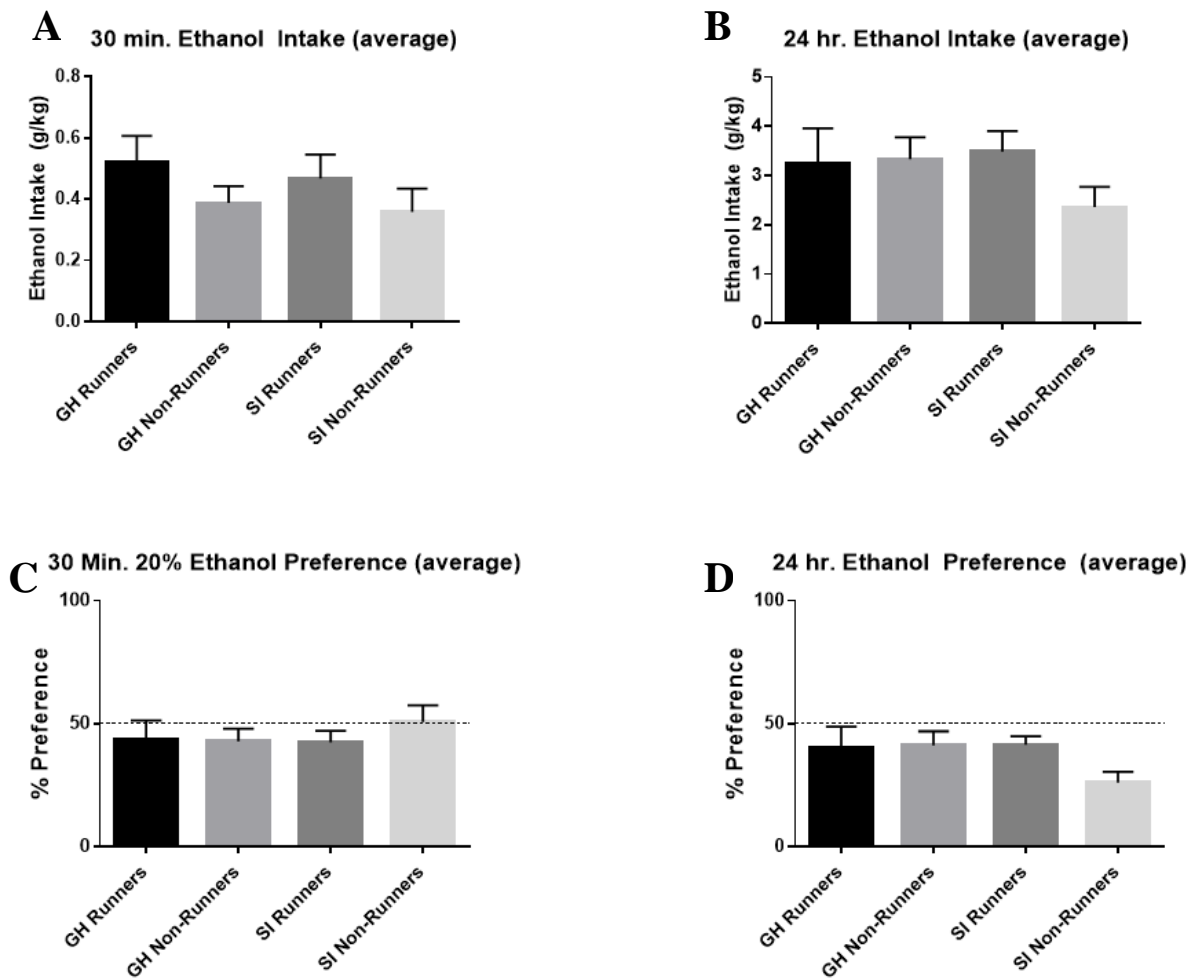 A
30 min. Ethanol Intake (average)
Ethanol Intake (g/kg)
0.8
0.6
0.4
0.2
0.0
GH Runners
GH Non-Runners
SI Runners
SI Non-Runners
B
24 hr. Ethanol Intake (average)
Ethanol Intake (g/kg)
5
4
3
2
1
0
GH Runners
GH Non-Runners
SI Runners
SI Non-Runners
C
30 Min. 20% Ethanol Preference (average)
% Preference
100
50
0
GH Runners
GH Non-Runners
SI Runners
SI Non-Runners
D
24 hr. Ethanol Preference (average)
% Preference
100
50
0
GH Runners
GH Non-Runners
SI Runners
SI Non-Runners